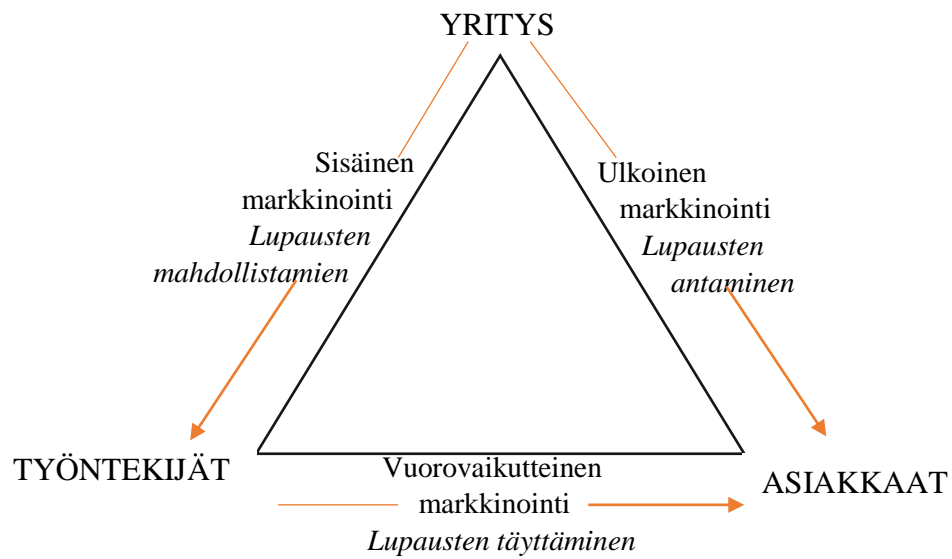 YRITYS
Sisäinen
markkinointi
Lupausten
mahdollistamien
Ulkoinen
markkinointi
Lupausten
antaminen
TYÖNTEKIJÄT
Vuorovaikutteinen
markkinointi
Lupausten täyttäminen
ASIAKKAAT